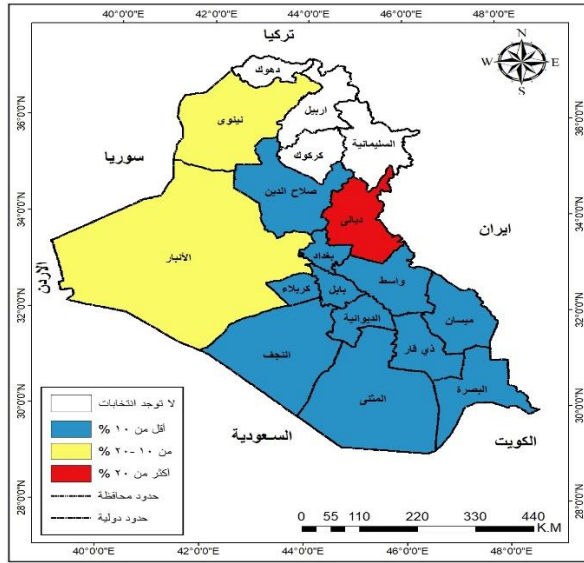 40°0'0"E 42°0'0"E 44°0'0"E 46°0'0"E 48°0'0"E
تركيا
N
W E
S
دهوك
36°0'0"N
نينوى
اربيل
36°0'0"N
السليمانية
كركوك
سوريا
صلاح الدين
34°0'0"N
ديالى
34°0'0"N
ايران
الأنبار
بغداد
الاردن
واسط
32°0'0"N
كربلاء
بابل
32°0'0"N
الديوانية
ميسان
النجف
ذي قار
30°0'0"N
المثنى
البصرة
30°0'0"N
لا توجد انتخابات
أقل من ١٠ %
السعودية
الكويت
من ١٠ -٢٠ %
أكثر من ٢٠ %
28°0'0"N
حدود محافظة
28°0'0"N
حدود دولية
0 55 110 220 330 440
K.M
40°0'0"E 42°0'0"E 44°0'0"E 46°0'0"E 48°0'0"E